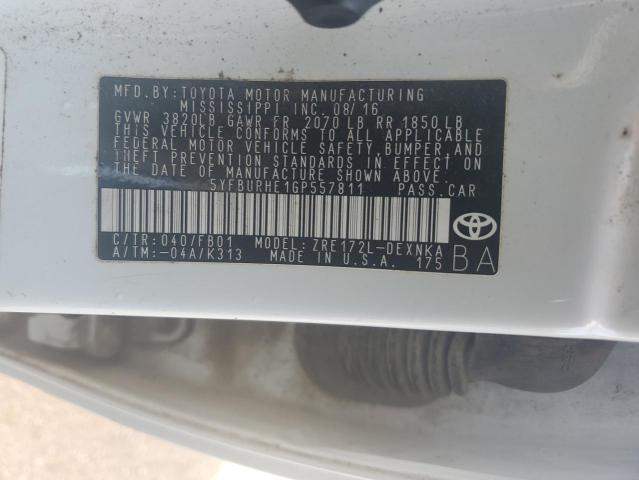 MFD.BY:TOYOTA MOTOR MANUFACTURING
MISSISSIPPI INC. 08/16
GVWR 3820LB GAWR FR 2070 LB RR 1850 LB
THIS VEHICLE CONFORMS TO ALL APPLICABLE
FEDERAL MOTOR VEHICLE SAFETY, BUMPER, AND
THEFT PREVENTION STANDARDS IN EFFECT ON
THE DATE OF MANUFACTURE SHOWN ABOVE.
5YFBURHE1GP557811 PASS.CAR
C/TR:040/FB01 MODEL: ZRE172L-DEXNKA
A/TM:-04A/K313 MADE IN U.S.A. 175
BA